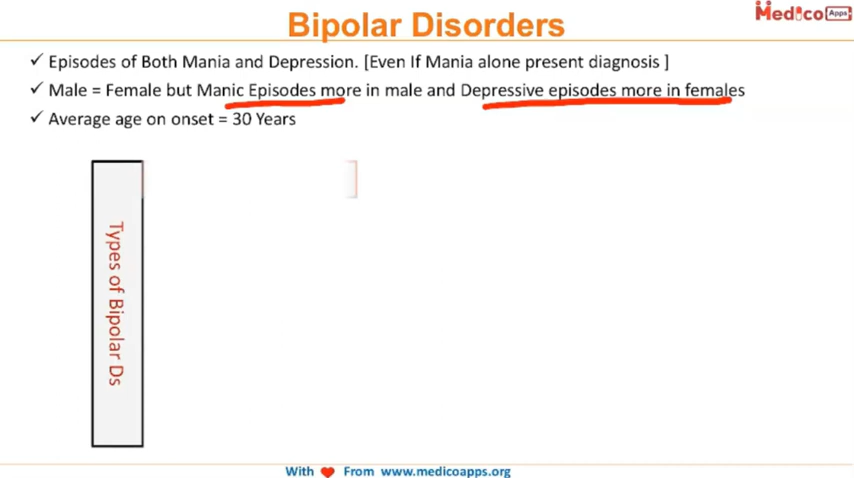 Bipolar Disorders
Medico Apps
✓ Episodes of Both Mania and Depression. [Even If Mania alone present diagnosis ]
✓ Male = Female but Manic Episodes more in male and Depressive episodes more in females
✓ Average age on onset = 30 Years
Types of Bipolar Ds
With ❤ From www.medicoapps.org